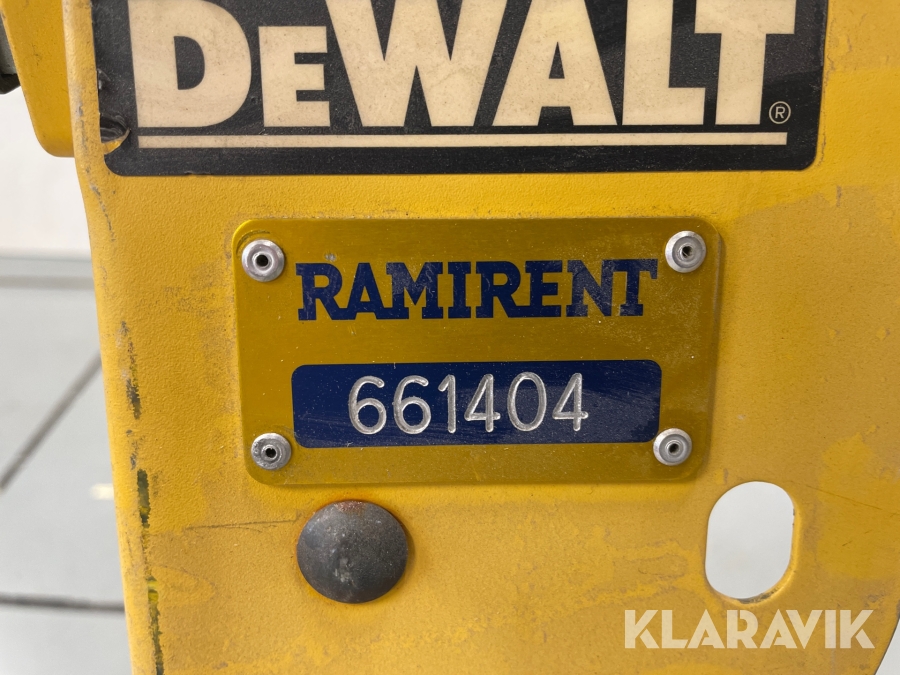 DEWALT®
RAMIRENT
661404
KLARAVIK